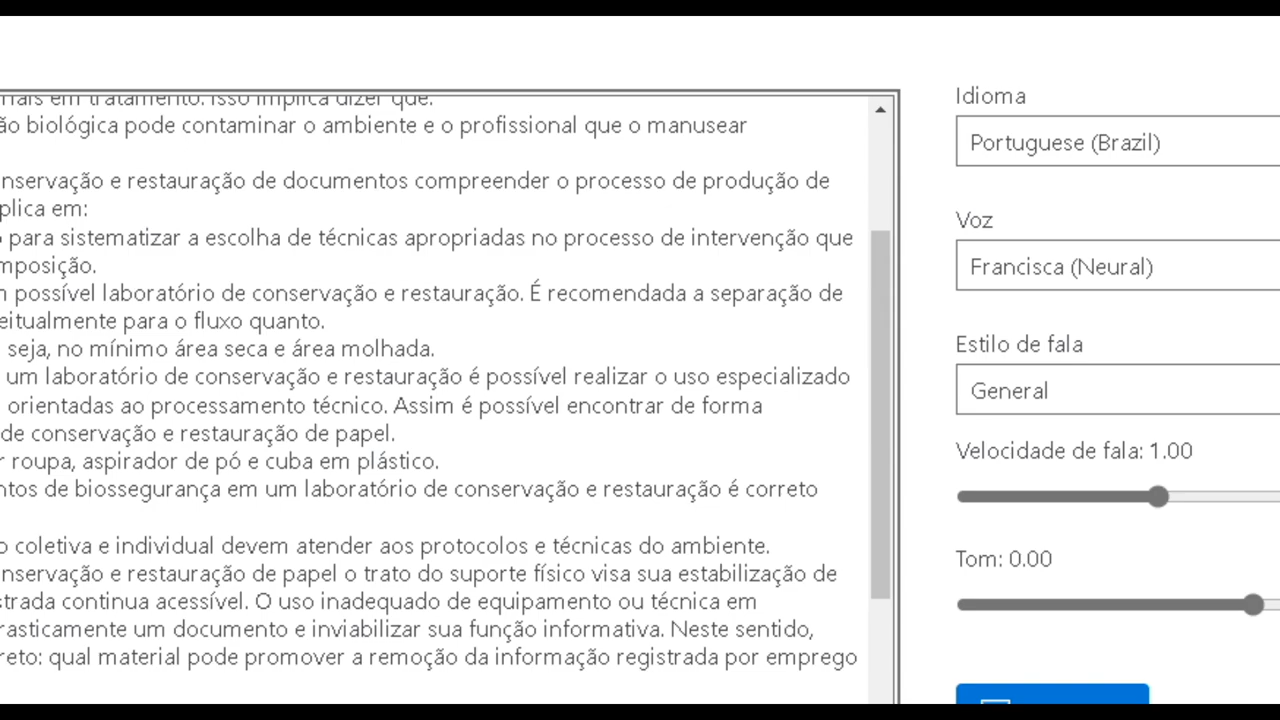 mais em tratamento. Isso implica dizer que:
ão biológica pode contaminar o ambiente e o profissional que o manusear
nservação e restauração de documentos compreender o processo de produção de
plica em:
o para sistematizar a escolha de técnicas apropriadas no processo de intervenção que
mposição.
m possível laboratório de conservação e restauração. É recomendada a separação de
eitualmente para o fluxo quanto.
seja, no mínimo área seca e área molhada.
um laboratório de conservação e restauração é possível realizar o uso especializado
orientadas ao processamento técnico. Assim é possível encontrar de forma
de conservação e restauração de papel.
r roupa, aspirador de pó e cuba em plástico.
ntos de biossegurança em um laboratório de conservação e restauração é correto
o coletiva e individual devem atender aos protocolos e técnicas do ambiente.
nservação e restauração de papel o trato do suporte físico visa sua estabilização de
strada continua acessível. O uso inadequado de equipamento ou técnica em
rasticamente um documento e inviabilizar sua função informativa. Neste sentido,
reto: qual material pode promover a remoção da informação registrada por emprego
Idioma
Portuguese (Brazil)
Voz
Francisca (Neural)
Estilo de fala
General
Velocidade de fala: 1.00
Tom: 0.00